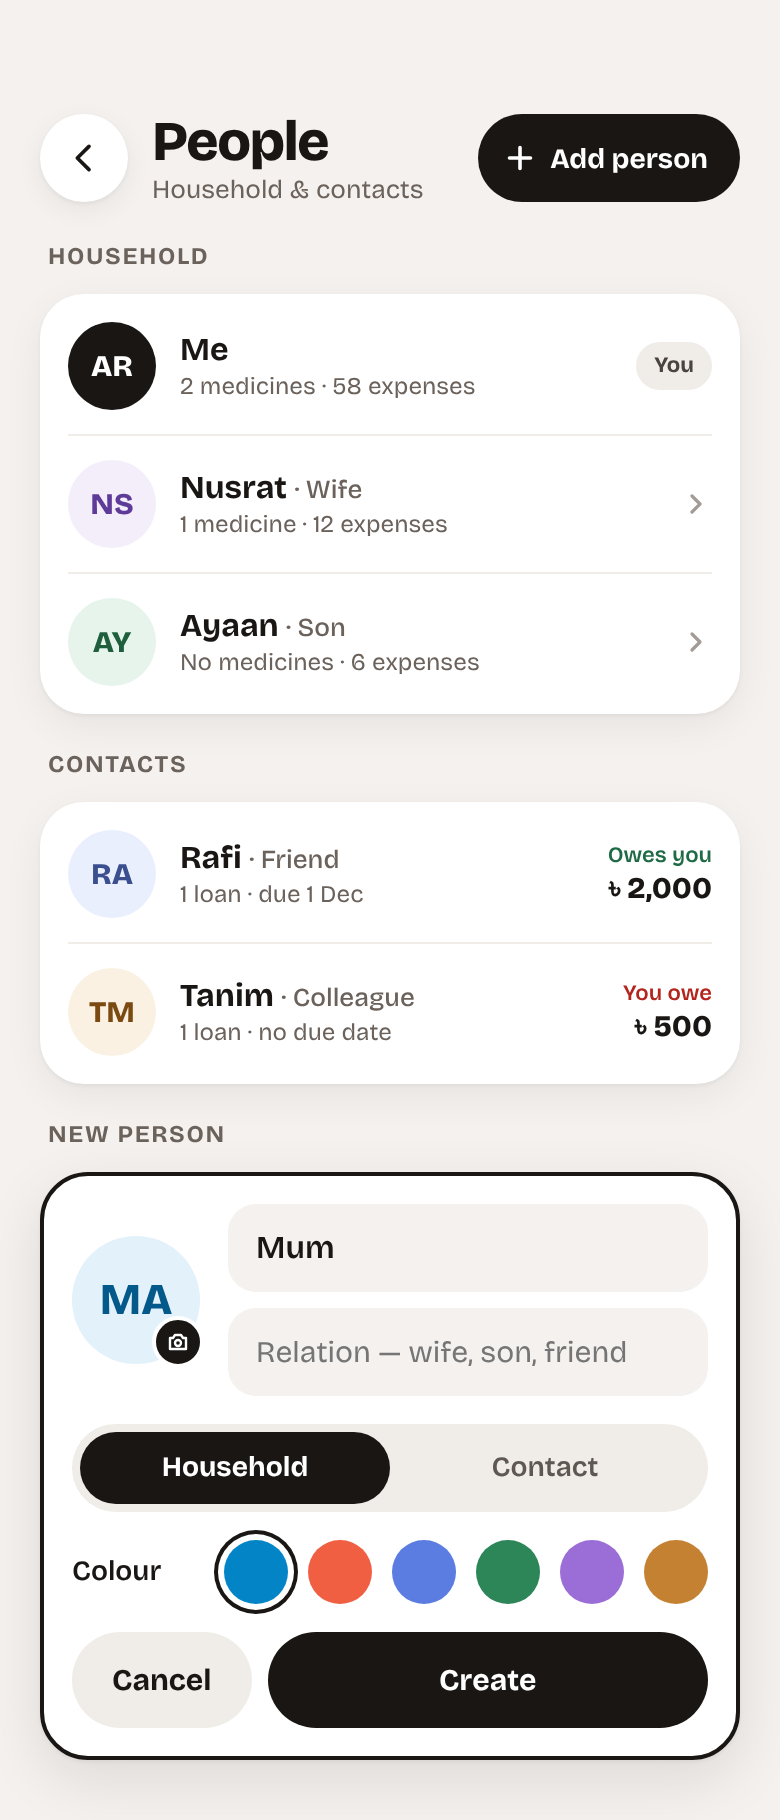 People
Household & contacts
+ Add person
HOUSEHOLD
AR
Me
2 medicines · 58 expenses
You
NS
Nusrat · Wife
1 medicine · 12 expenses
AY
Ayaan · Son
No medicines · 6 expenses
CONTACTS
RA
Rafi · Friend
1 loan · due 1 Dec
Owes you
৳ 2,000
TM
Tanim · Colleague
1 loan · no due date
You owe
৳ 500
NEW PERSON
MA
Mum
Relation — wife, son, friend
Household
Contact
Colour
Cancel
Create